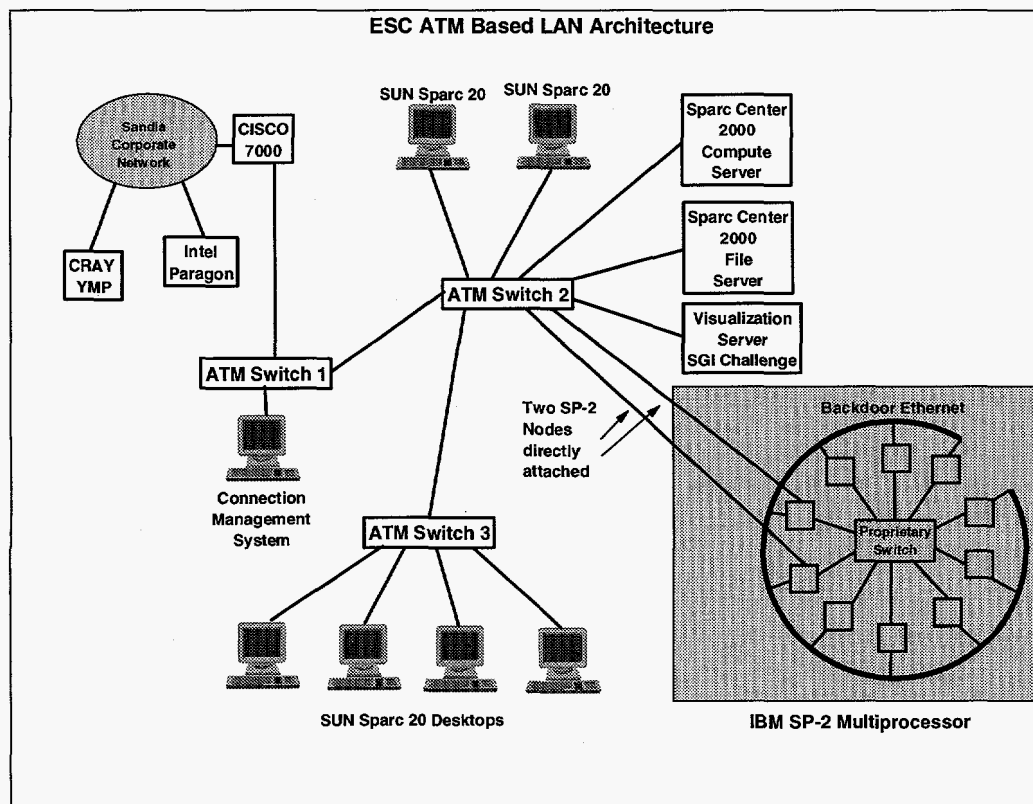 ESC ATM Based LAN Architecture
SUN Sparc 20
SUN Sparc 20
Sandia
Corporate
Network
CISCO
7000
CRAY
YMP
Intel
Paragon
Sparc Center
2000
Compute
Server
Sparc Center
2000
File
Server
Visualization
Server
SGI Challenge
ATM Switch 2
ATM Switch 1
Connection
Management
System
Two SP-2
Nodes
directly
attached
Backdoor Ethernet
Proprietary
Switch
ATM Switch 3
SUN Sparc 20 Desktops
IBM SP-2 Multiprocessor